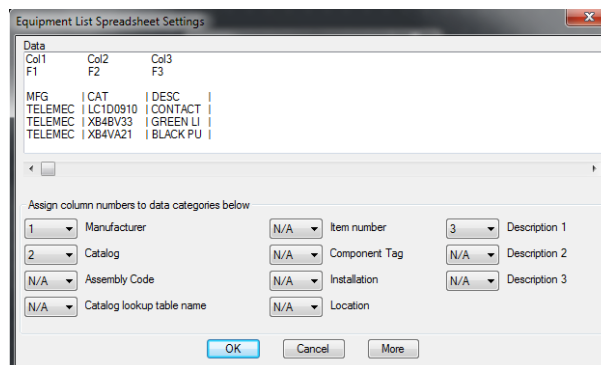 Equipment List Spreadsheet Settings
Data
Col1 Col2 Col3
F1 F2 F3
MFG | CAT | DESC |
TELEMEC | LC1D0910 | CONTACT |
TELEMEC | XB4BV33 | GREEN LI |
TELEMEC | XB4VA21 | BLACK PU |
Assign column numbers to data categories below
1 Manufacturer N/A Item number 3 Description 1
2 Catalog N/A Component Tag N/A Description 2
N/A Assembly Code N/A Installation N/A Description 3
N/A Catalog lookup table name N/A Location
OK Cancel More